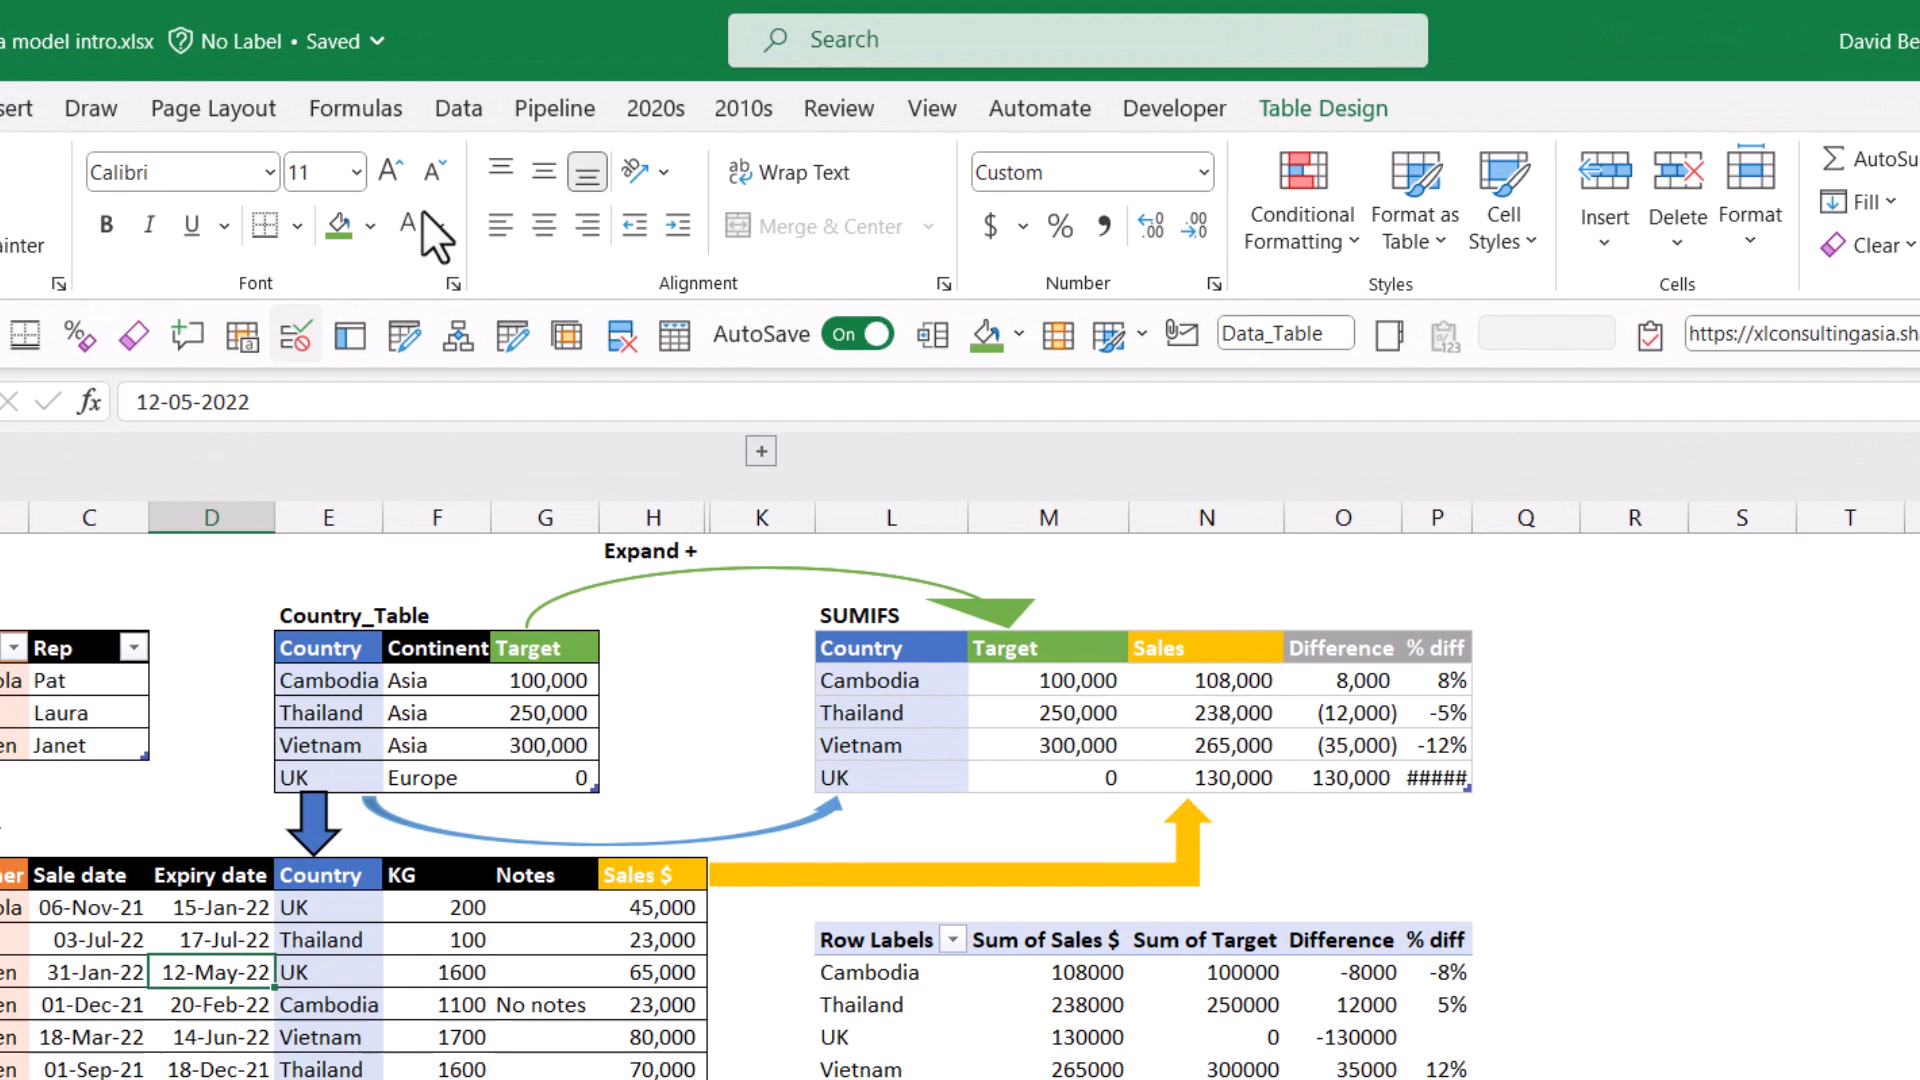 a model intro.xlsx No Label • Saved Search David Be
sert Draw Page Layout Formulas Data Pipeline 2020s 2010s Review View Automate Developer Table Design
Calibri 11 A A ab Wrap Text Custom Conditional Formatting Format as Table Cell Styles Insert Delete Format AutoSu
Fill
ainter B I U A Merge & Center $ % Clear
Font Alignment Number Styles Cells
AutoSave On Data_Table https://xlconsultingasia.sh
fx 12-05-2022
+
C D E F G H K L M N O P Q R S T
Expand +
Country_Table SUMIFS
Rep Country Continent Target Country Target Sales Difference % diff
ola Pat Cambodia Asia 100,000 Cambodia 100,000 108,000 8,000 8%
Laura Thailand Asia 250,000 Thailand 250,000 238,000 (12,000) -5%
en Janet Vietnam Asia 300,000 Vietnam 300,000 265,000 (35,000) -12%
UK Europe 0 UK 0 130,000 130,000 #####
er Sale date Expiry date Country KG Notes Sales $
ola 06-Nov-21 15-Jan-22 UK 200 45,000
03-Jul-22 17-Jul-22 Thailand 100 23,000 Row Labels Sum of Sales $ Sum of Target Difference % diff
en 31-Jan-22 12-May-22 UK 1600 65,000 Cambodia 108000 100000 -8000 -8%
en 01-Dec-21 20-Feb-22 Cambodia 1100 No notes 23,000 Thailand 238000 250000 12000 5%
en 18-Mar-22 14-Jun-22 Vietnam 1700 80,000 UK 130000 0 -130000
en 01-Sep-21 18-Dec-21 Thailand 1600 70,000 Vietnam 265000 300000 35000 12%